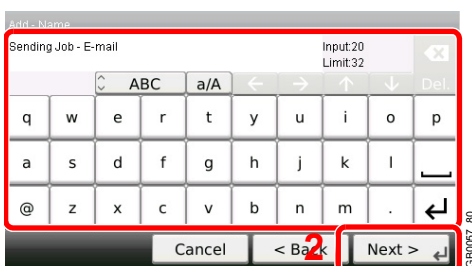 Add - Name
Sending Job - E-mail
Input:20
Limit:32
ABC a/A Del.
q w e r t y u i o p
a s d f g h j k l
@ z x c v b n m .
Cancel < Back Next >
2
GB0057_80